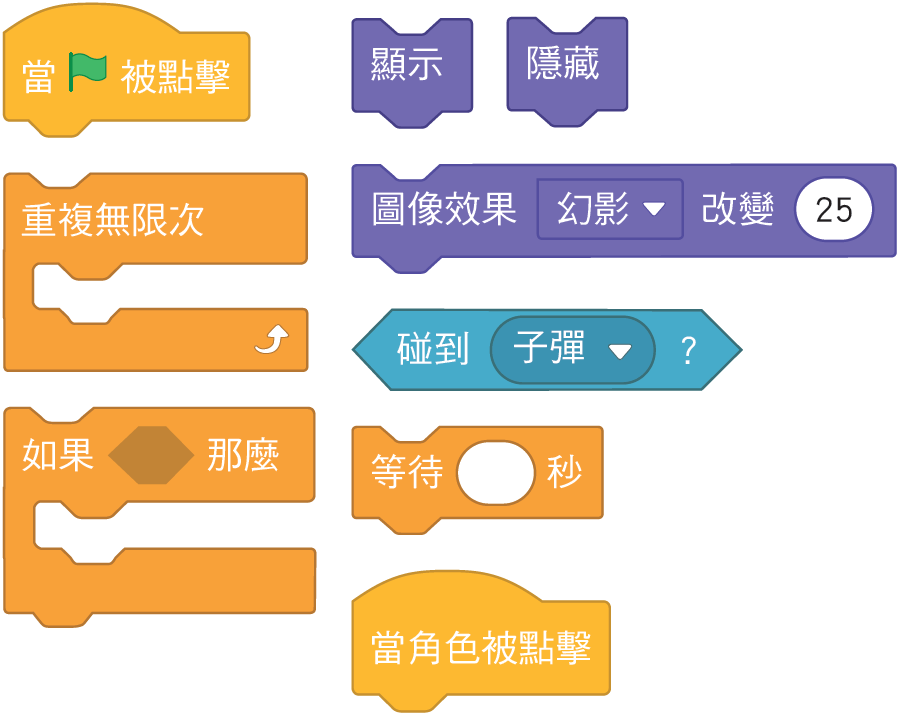 當 被點擊
重複無限次
如果 那麼
顯示
隱藏
圖像效果 幻影 改變 25
碰到 子彈 ?
等待 秒
當角色被點擊